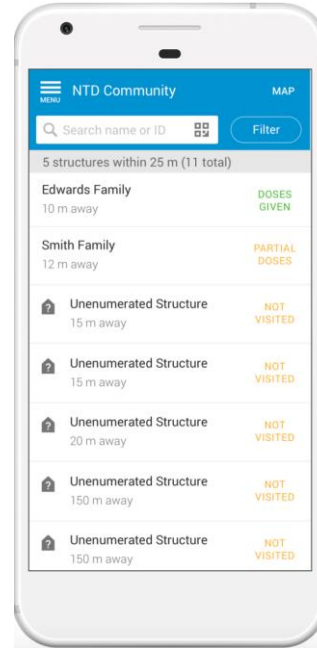 MENU
NTD Community
MAP
Search name or ID
Filter
5 structures within 25 m (11 total)
Edwards Family
10 m away
DOSES
GIVEN
Smith Family
12 m away
PARTIAL
DOSES
Unenumerated Structure
15 m away
NOT
VISITED
Unenumerated Structure
15 m away
NOT
VISITED
Unenumerated Structure
20 m away
NOT
VISITED
Unenumerated Structure
150 m away
NOT
VISITED
Unenumerated Structure
150 m away
NOT
VISITED